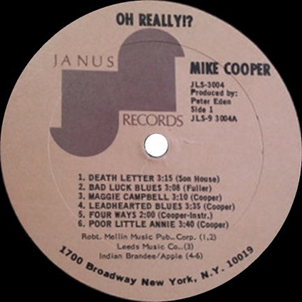 OH REALLY!?
JANUS
RECORDS
MIKE COOPER
JLS-3004
Produced by:
Peter Eden
Side 1
JLS-9 3004A
1. DEATH LETTER 3:15 (Son House)
2. BAD LUCK BLUES 3:08 (Fuller)
3. MAGGIE CAMPBELL 3:10 (Cooper)
4. LEADHEARTED BLUES 3:35 (Cooper)
5. FOUR WAYS 2:00 (Cooper-Instr.)
6. POOR LITTLE ANNIE 3:40 (Cooper)
Robt. Mellin Music Pub. Corp. (1,2)
Leeds Music Co. (3)
Indian Brandee/Apple (4-6)
1700 Broadway New York, N.Y. 10019